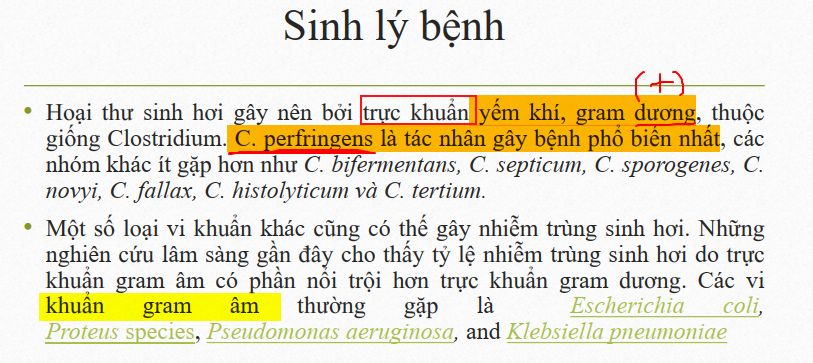 Sinh lý bệnh
(+)
• Hoại thư sinh hơi gây nên bởi trực khuẩn yếm khí, gram dương, thuộc
giống Clostridium. C. perfringens là tác nhân gây bệnh phổ biến nhất, các
nhóm khác ít gặp hơn như C. bifermentans, C. septicum, C. sporogenes, C.
novyi, C. fallax, C. histolyticum và C. tertium.
• Một số loại vi khuẩn khác cũng có thể gây nhiễm trùng sinh hơi. Những
nghiên cứu lâm sàng gần đây cho thấy tỷ lệ nhiễm trùng sinh hơi do trực
khuẩn gram âm có phần nổi trội hơn trực khuẩn gram dương. Các vi
khuẩn gram âm thường gặp là Escherichia coli,
Proteus species, Pseudomonas aeruginosa, and Klebsiella pneumoniae